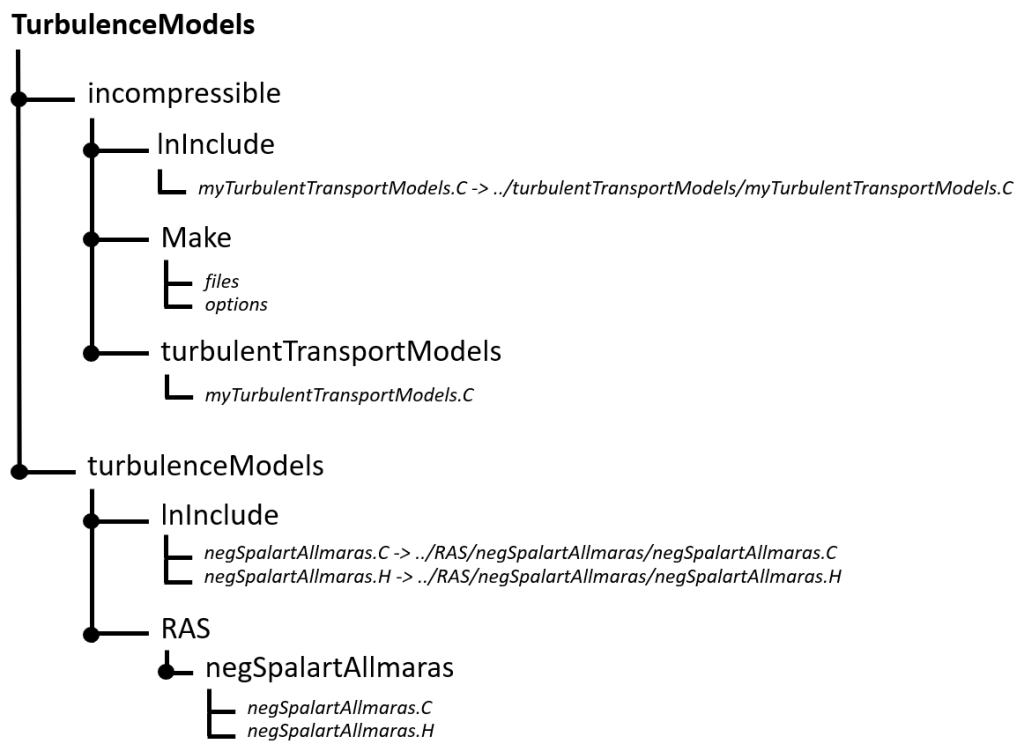 TurbulenceModels
incompressible
lnInclude
myTurbulentTransportModels.C -> ../turbulentTransportModels/myTurbulentTransportModels.C
Make
files
options
turbulentTransportModels
myTurbulentTransportModels.C
turbulenceModels
lnInclude
negSpalartAllmaras.C -> ../RAS/negSpalartAllmaras/negSpalartAllmaras.C
negSpalartAllmaras.H -> ../RAS/negSpalartAllmaras/negSpalartAllmaras.H
RAS
negSpalartAllmaras
negSpalartAllmaras.C
negSpalartAllmaras.H